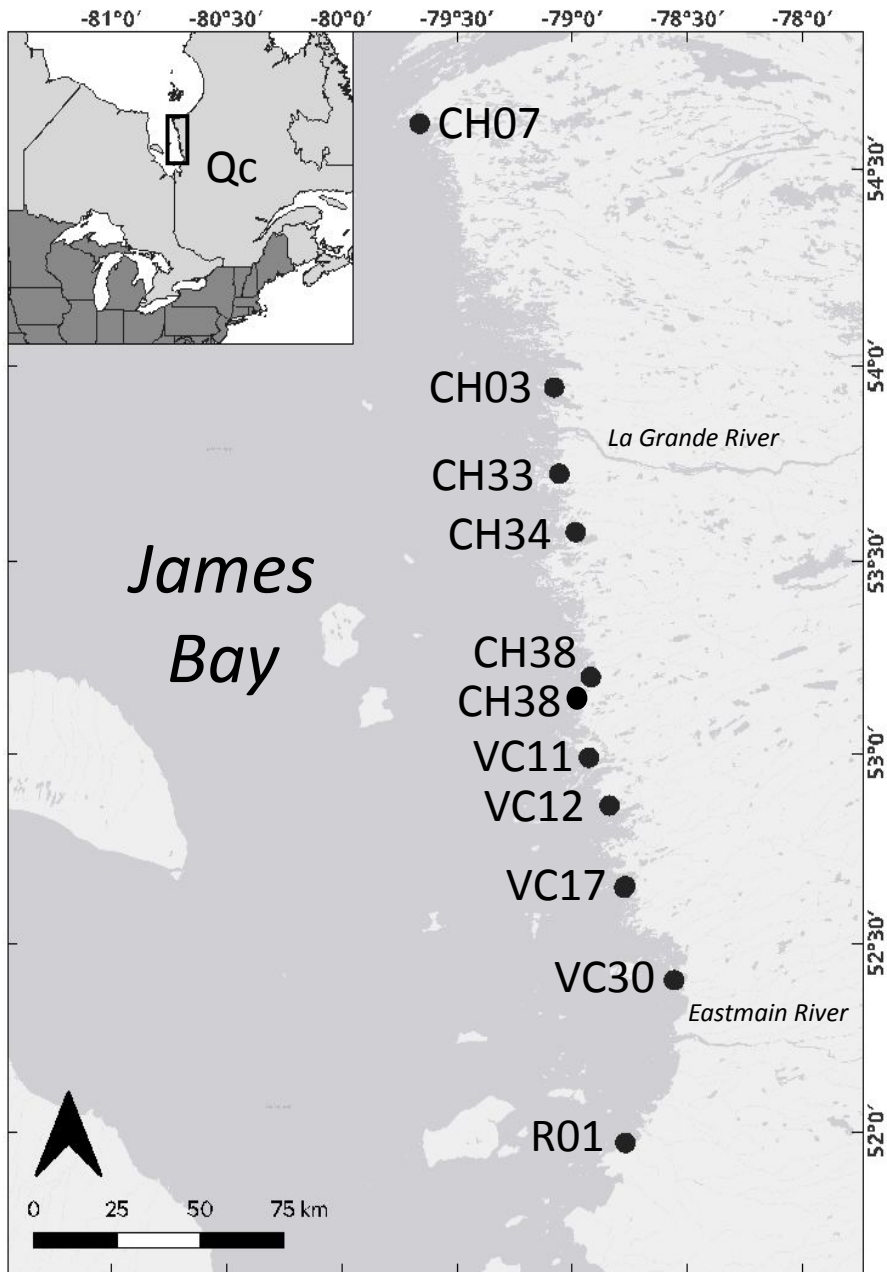 -81°0′ -80°30′ -80°0′ -79°30′ -79°0′ -78°30′ -78°0′
Qc
CH07
54°30′
54°0′
CH03
La Grande River
CH33
CH34
53°30′
James
Bay
CH38
CH38
53°0′
VC11
VC12
VC17
52°30′
VC30
Eastmain River
52°0′
R01
0 25 50 75 km